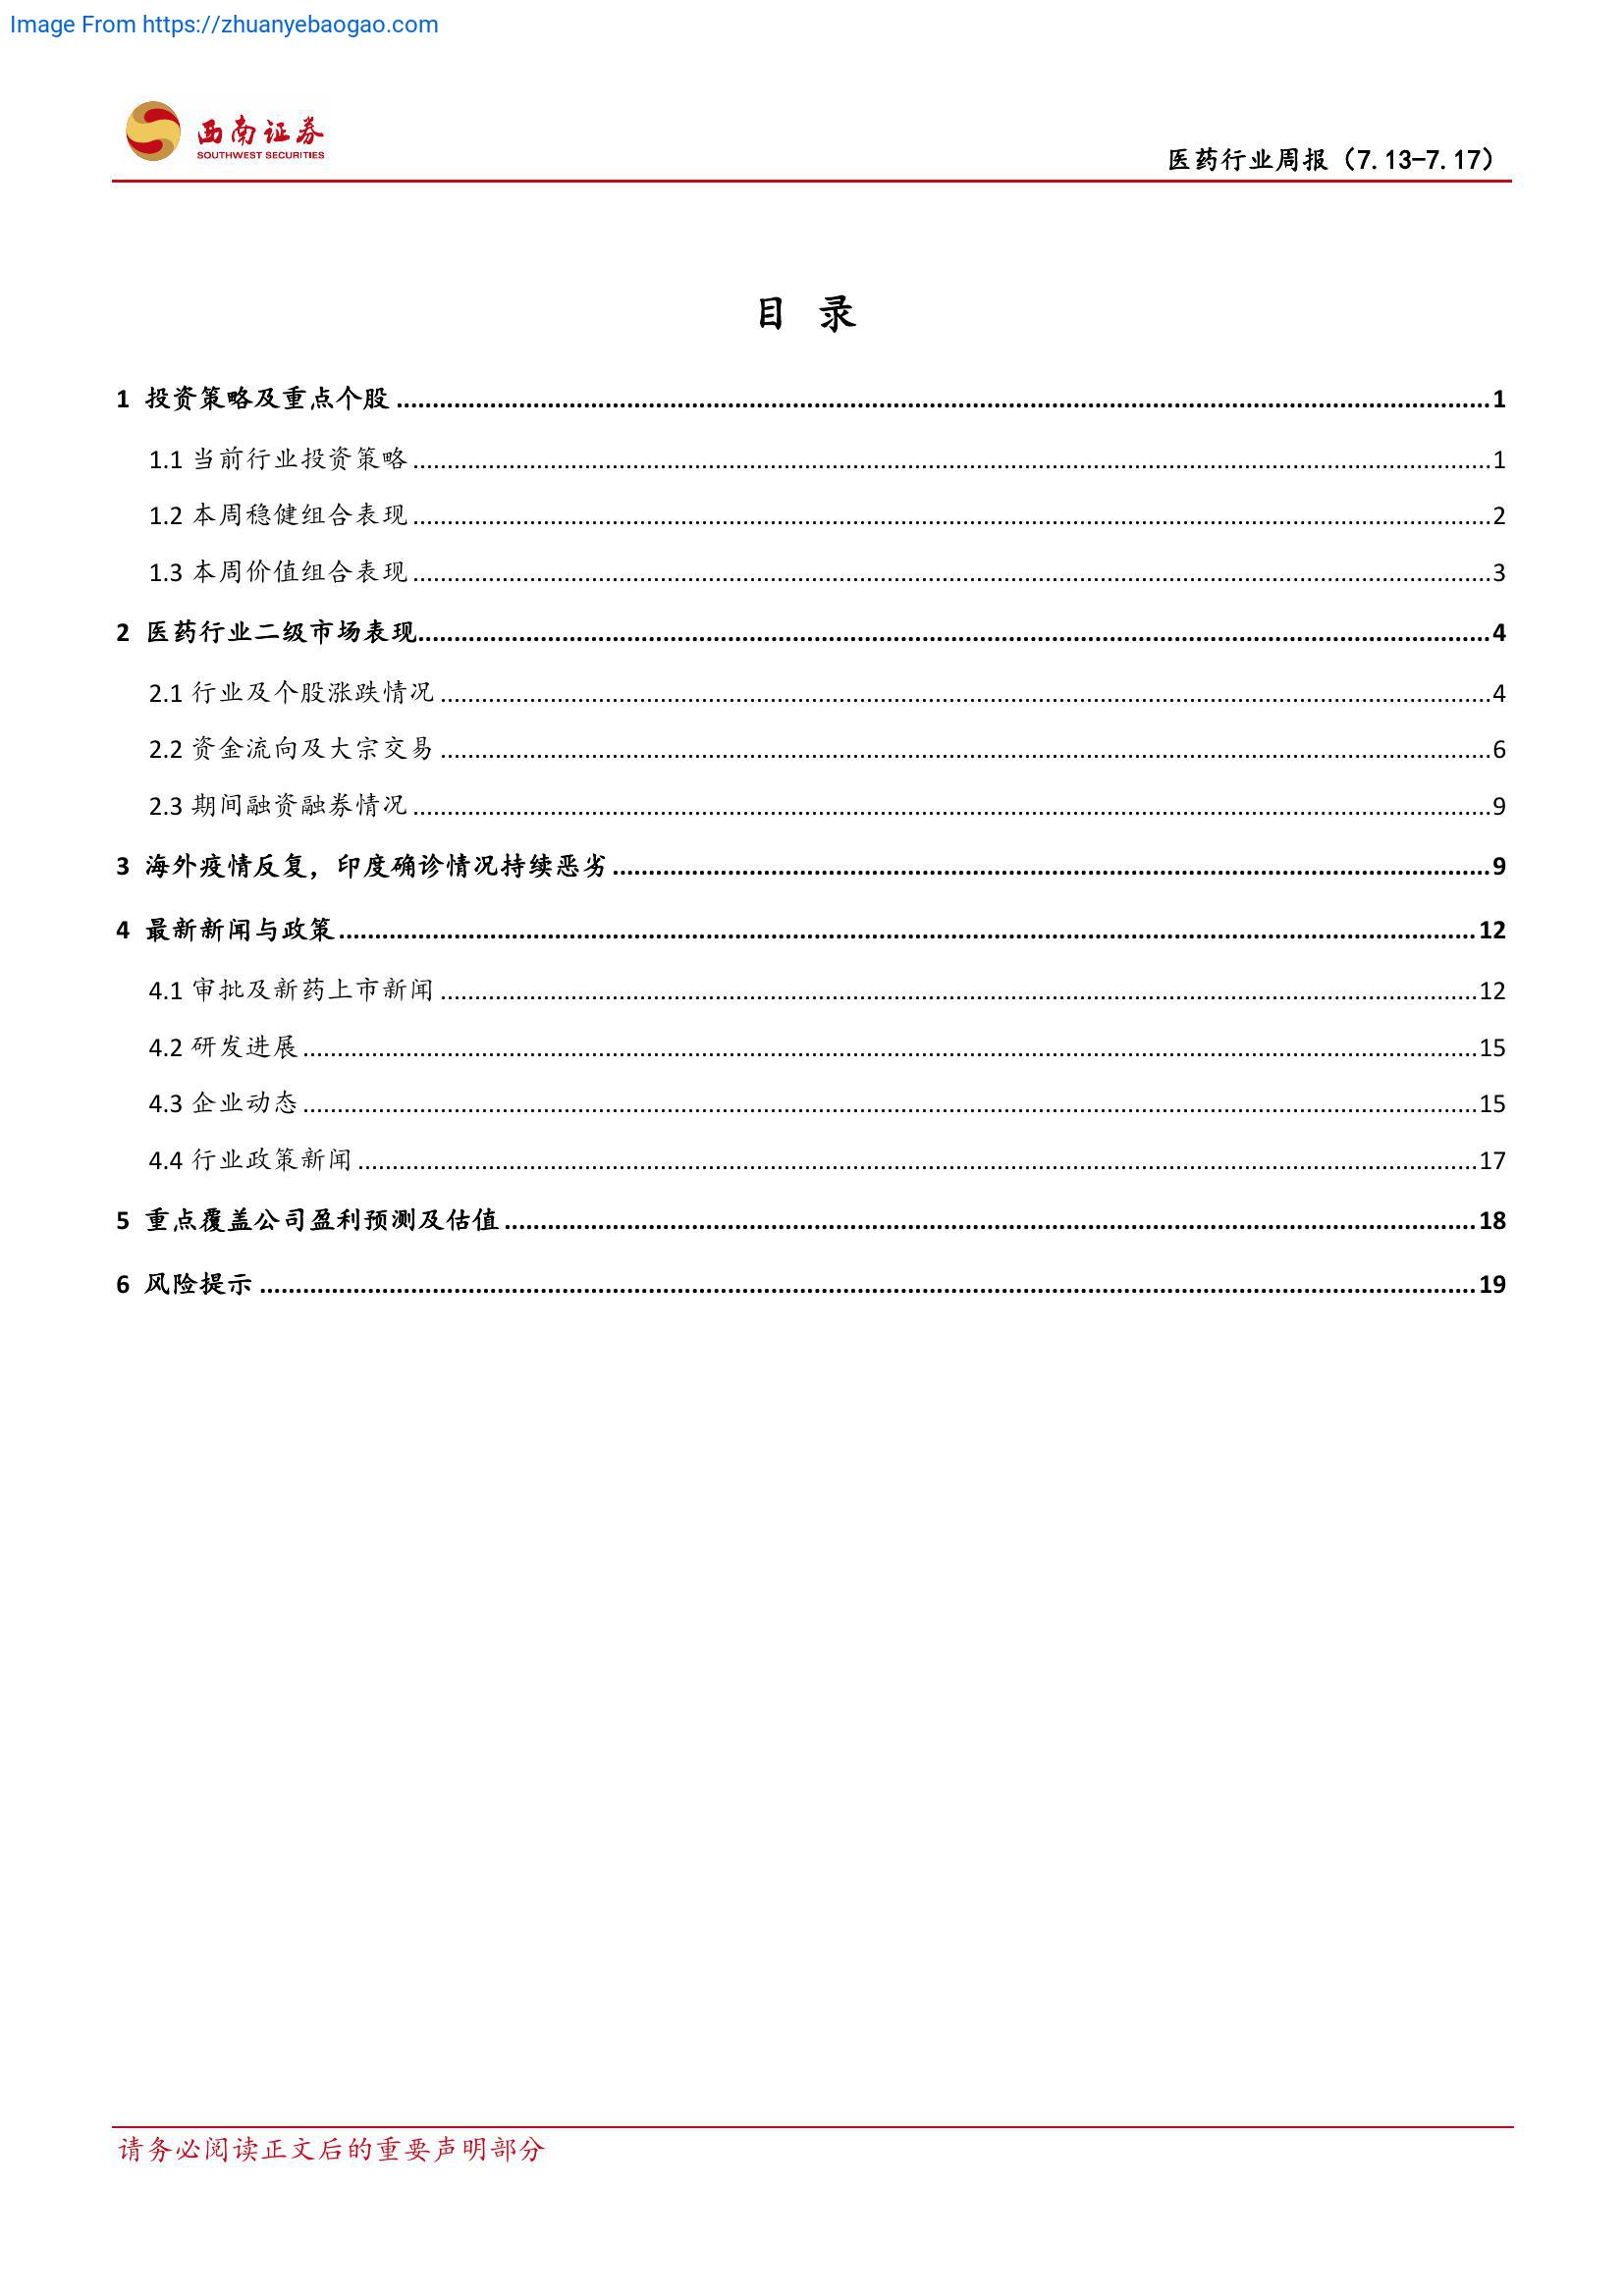 Image From https://zhuanyebaogao.com
西南证券
SOUTHWEST SECURITIES
医药行业周报（7.13-7.17）
目 录
1 投资策略及重点个股 1
1.1 当前行业投资策略 1
1.2 本周稳健组合表现 2
1.3 本周价值组合表现 3
2 医药行业二级市场表现 4
2.1 行业及个股涨跌情况 4
2.2 资金流向及大宗交易 6
2.3 期间融资融券情况 9
3 海外疫情反复，印度确诊情况持续恶劣 9
4 最新新闻与政策 12
4.1 审批及新药上市新闻 12
4.2 研发进展 15
4.3 企业动态 15
4.4 行业政策新闻 17
5 重点覆盖公司盈利预测及估值 18
6 风险提示 19
请务必阅读正文后的重要声明部分